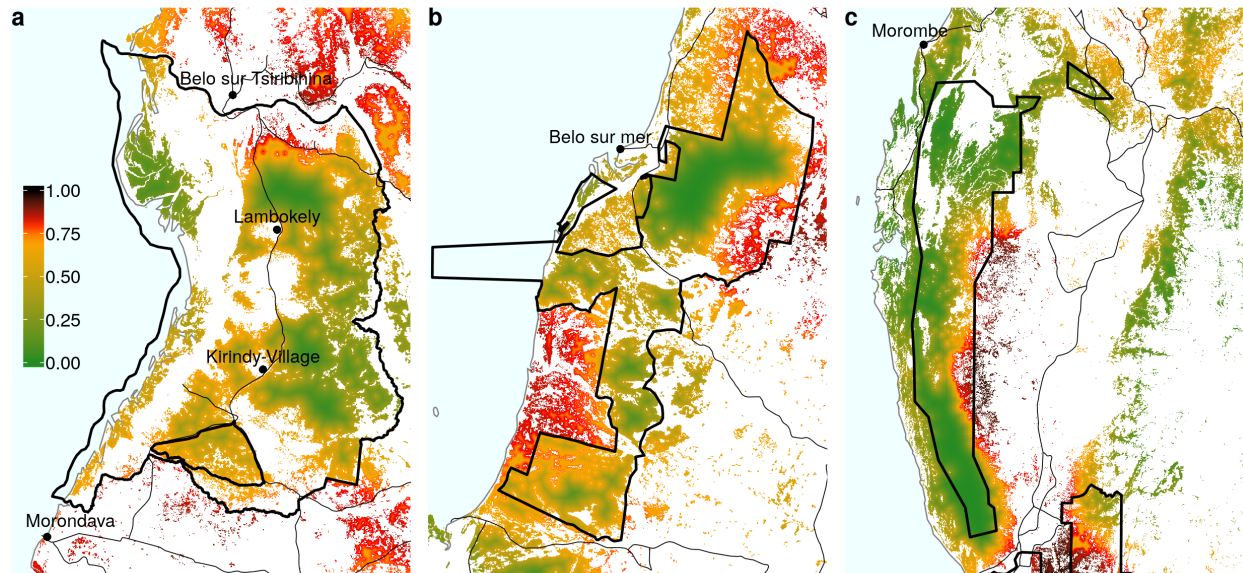 a
Belo sur Tsiribihina
1.00
0.75
0.50
0.25
0.00
Lambokely
Kirindy-Village
Morondava
b
Belo sur mer
c
Morombe